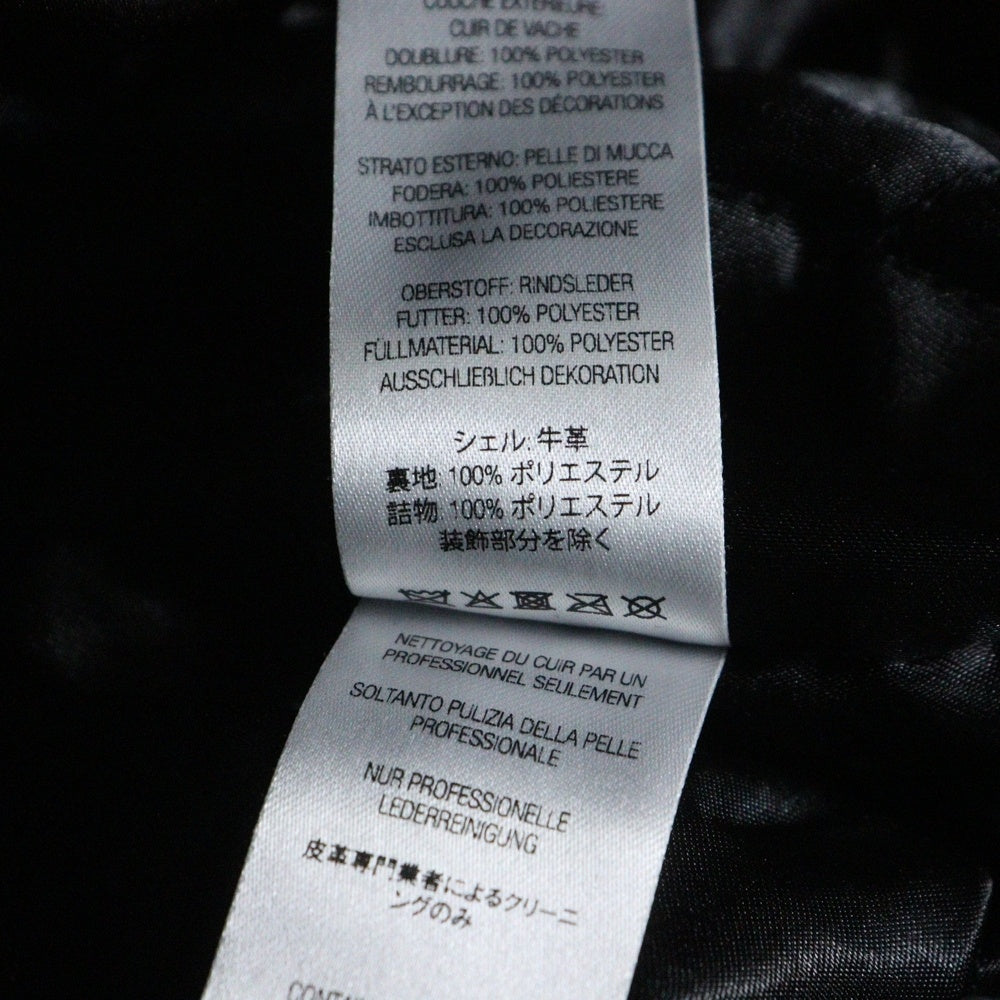 COUCHE EXTÉRIEURE:
CUIR DE VACHE
DOUBLURE: 100% POLYESTER
REMBOURRAGE: 100% POLYESTER
À L'EXCEPTION DES DÉCORATIONS
STRATO ESTERNO: PELLE DI MUCCA
FODERA: 100% POLIESTERE
IMBOTTITURA: 100% POLIESTERE
ESCLUSA LA DECORAZIONE
OBERSTOFF: RINDSLEDER
FUTTER: 100% POLYESTER
FÜLLMATERIAL: 100% POLYESTER
AUSSCHLIEßLICH DEKORATION
シェル: 牛革
裏地: 100% ポリエステル
詰物 100% ポリエステル
装飾部分を除く
NETTOYAGE DU CUIR PAR UN
PROFESSIONNEL SEULEMENT
SOLTANTO PULIZIA DELLA PELLE
PROFESSIONALE
NUR PROFESSIONELLE
LEDERREINIGUNG
皮革専門業者によるクリーニ
ングのみ